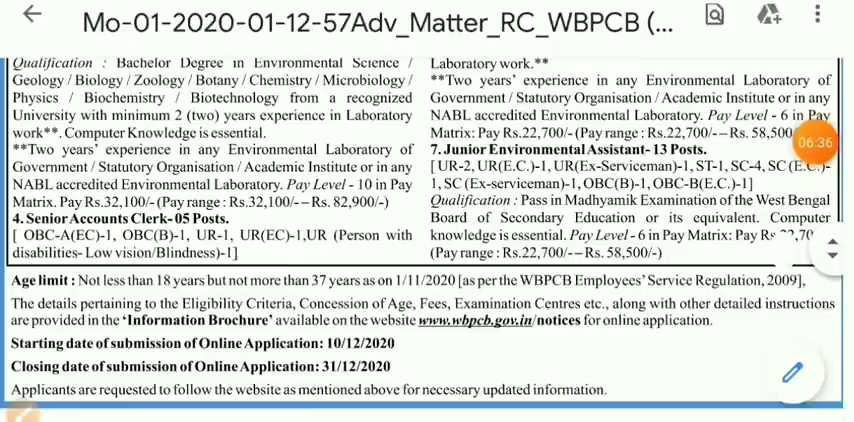 Mo-01-2020-01-12-57Adv_Matter_RC_WBPCB (...
Qualification : Bachelor Degree in Environmental Science /
Geology / Biology / Zoology / Botany / Chemistry / Microbiology /
Physics / Biochemistry / Biotechnology from a recognized
University with minimum 2 (two) years experience in Laboratory
work**. Computer Knowledge is essential.
**Two years' experience in any Environmental Laboratory of
Government / Statutory Organisation / Academic Institute or in any
NABL accredited Environmental Laboratory. Pay Level - 10 in Pay
Matrix. Pay Rs.32,100/- (Pay range : Rs.32,100/- – Rs. 82,900/-)
4. Senior Accounts Clerk- 05 Posts.
[ OBC-A(EC)-1, OBC(B)-1, UR-1, UR(EC)-1,UR (Person with
disabilities- Low vision/Blindness)-1]
Laboratory work.**
**Two years' experience in any Environmental Laboratory of
Government / Statutory Organisation / Academic Institute or in any
NABL accredited Environmental Laboratory. Pay Level - 6 in Pay
Matrix: Pay Rs.22,700/- (Pay range : Rs.22,700/- – Rs. 58,500
06:36
7. Junior Environmental Assistant- 13 Posts.
[ UR-2, UR(E.C.)-1, UR(Ex-Serviceman)-1, ST-1, SC-4, SC (E.C.)-
1, SC (Ex-serviceman)-1, OBC(B)-1, OBC-B(E.C.)-1]
Qualification : Pass in Madhyamik Examination of the West Bengal
Board of Secondary Education or its equivalent. Computer
knowledge is essential. Pay Level - 6 in Pay Matrix: Pay
(Pay range : Rs.22,700/- – Rs. 58,500/-)
Age limit : Not less than 18 years but not more than 37 years as on 1/11/2020 [as per the WBPCB Employees' Service Regulation, 2009],
The details pertaining to the Eligibility Criteria, Concession of Age, Fees, Examination Centres etc., along with other detailed instructions
are provided in the 'Information Brochure' available on the website www.wbpcb.gov.in/notices for online application.
Starting date of submission of Online Application: 10/12/2020
Closing date of submission of Online Application: 31/12/2020
Applicants are requested to follow the website as mentioned above for necessary updated information.